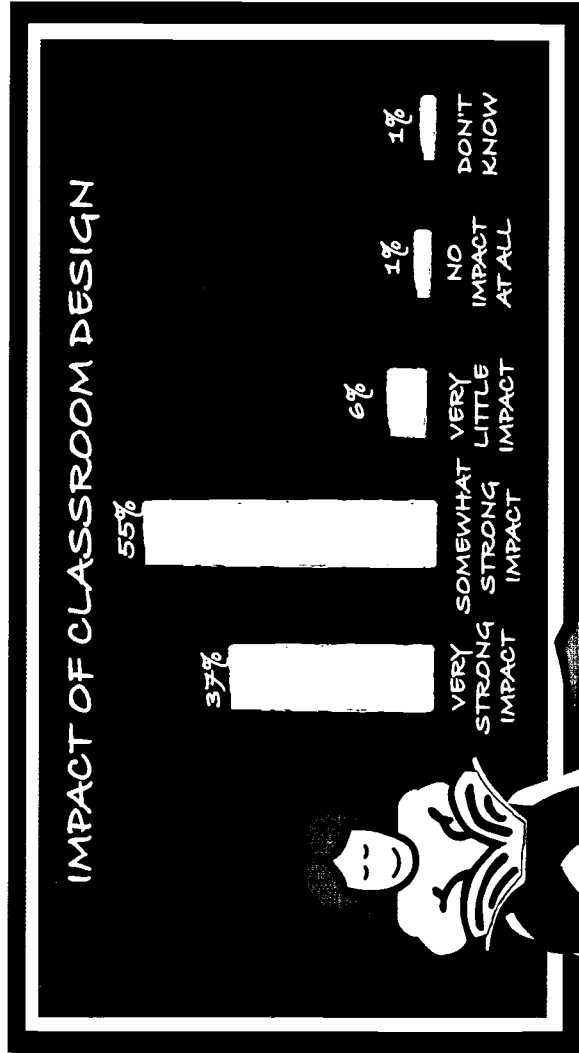 IMPACT OF CLASSROOM DESIGN
37%
55%
6%
1%
1%
VERY
STRONG
IMPACT
SOMEWHAT
STRONG
IMPACT
VERY
LITTLE
IMPACT
NO
IMPACT
AT ALL
DON'T
KNOW